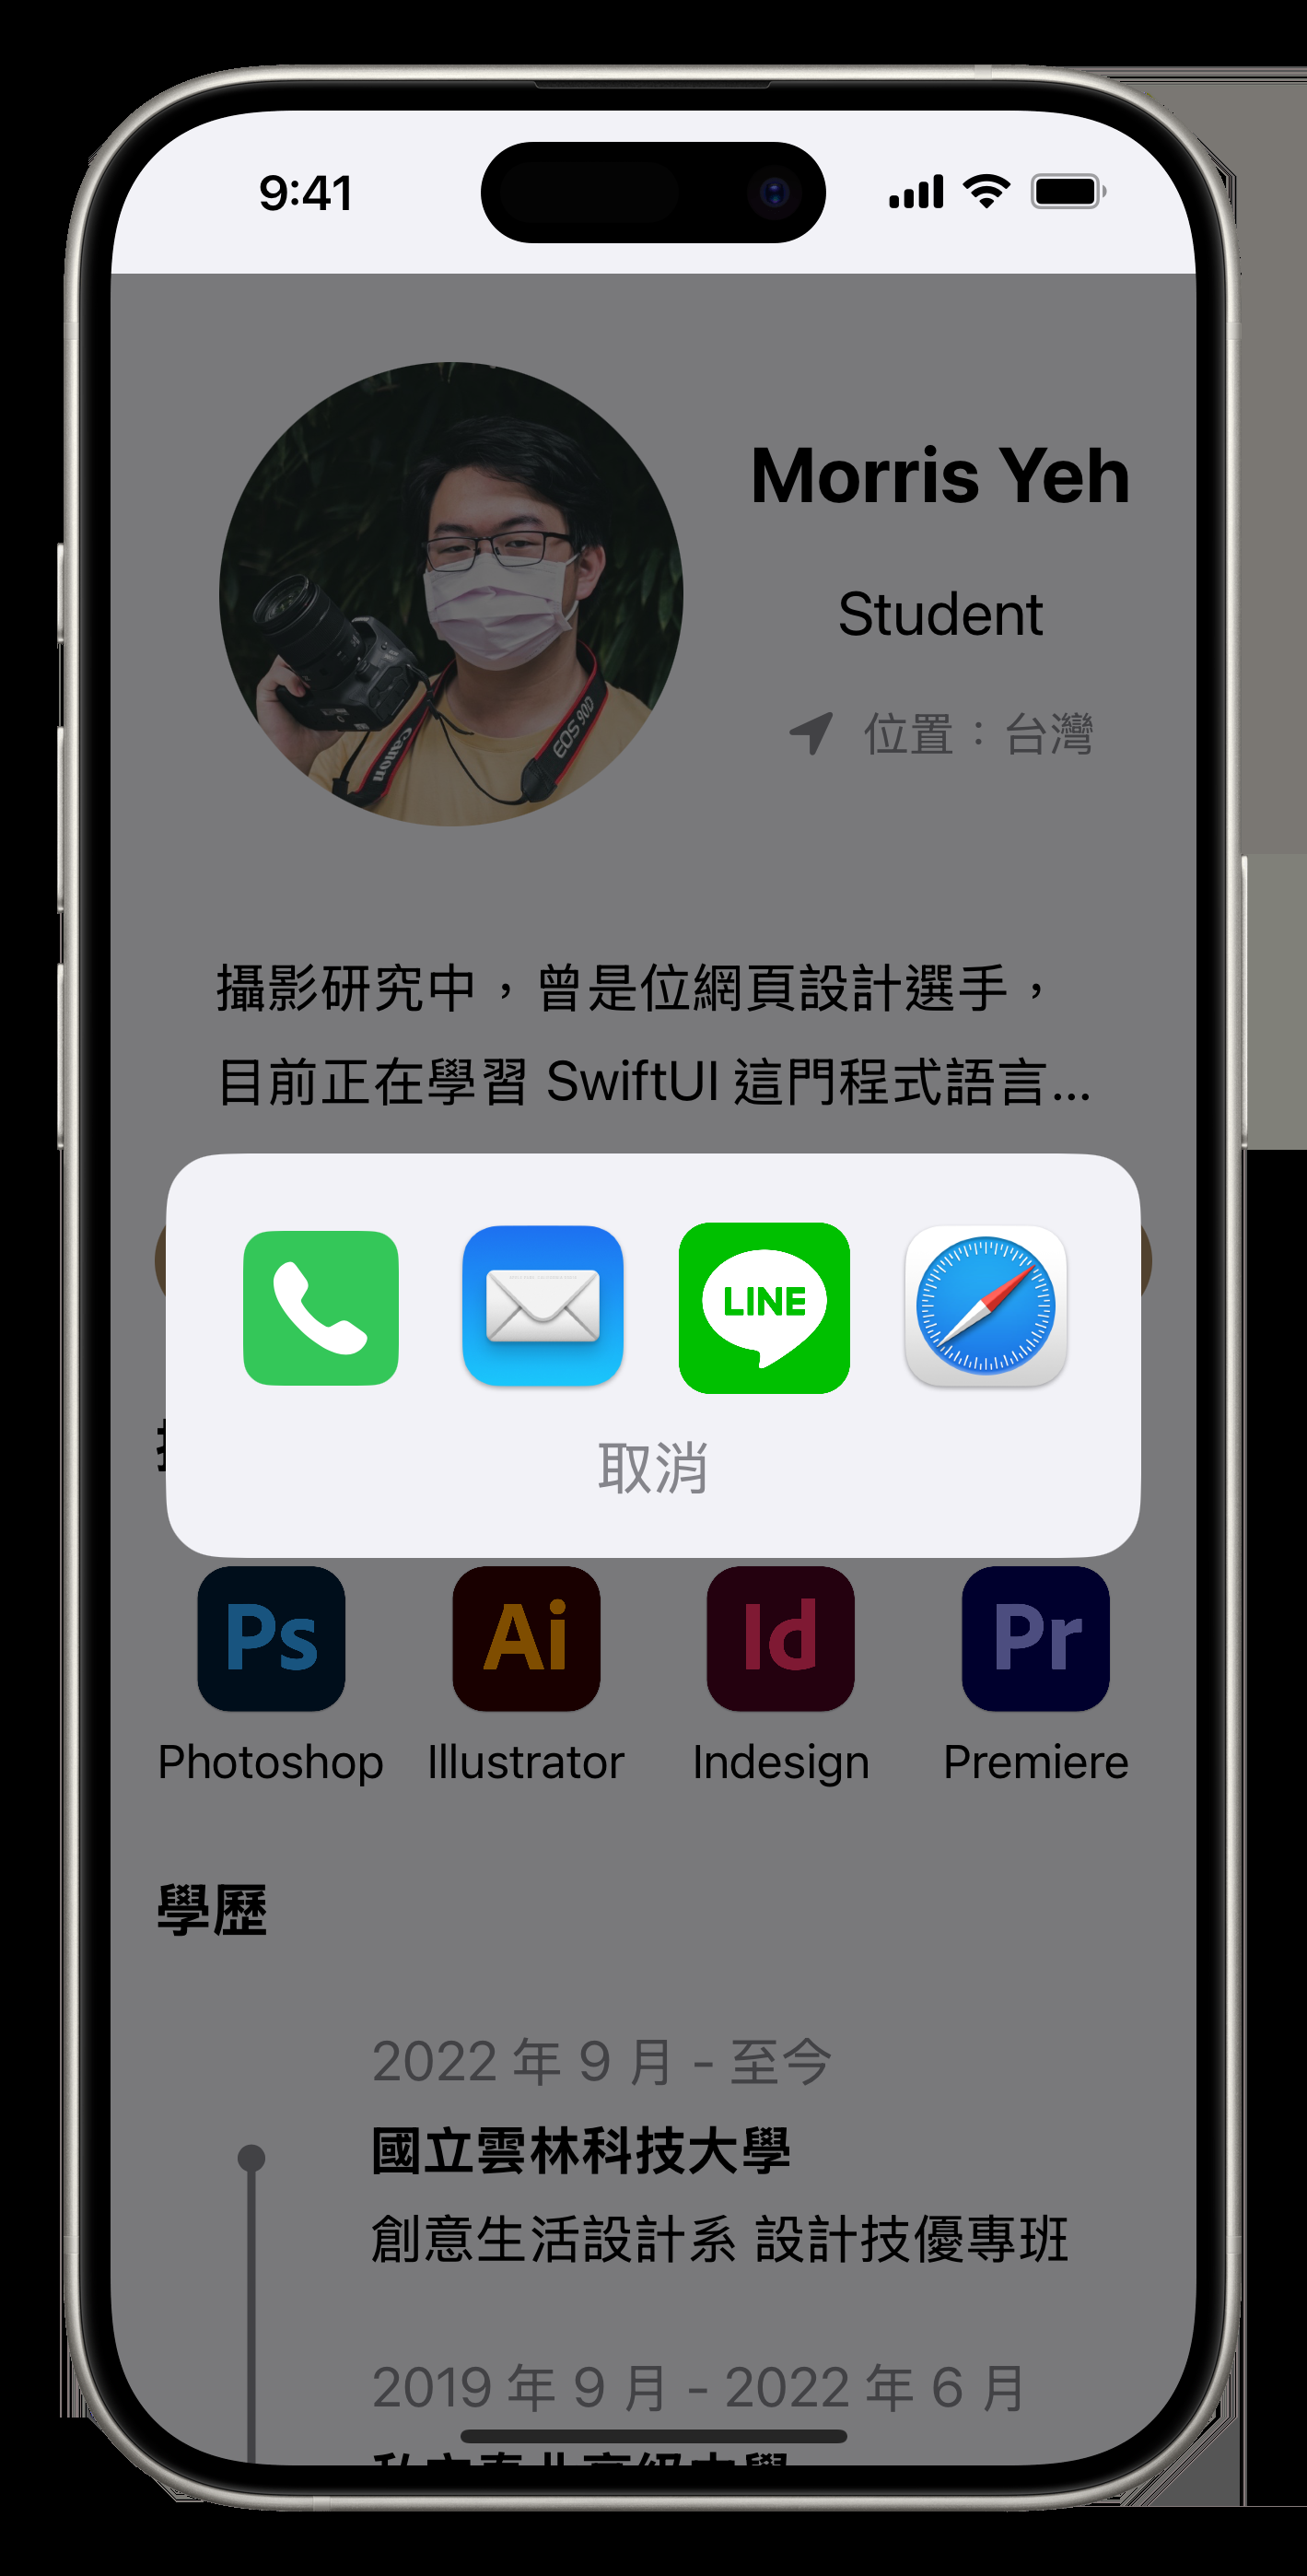 9:41
Morris Yeh
Student
位置：台灣
Canon
EOS 90D
攝影研究中，曾是位網頁設計選手，
目前正在學習 SwiftUI 這門程式語言...
LINE
取消
Ps Ai Id Pr
Photoshop Illustrator Indesign Premiere
學歷
2022 年 9 月 - 至今
國立雲林科技大學
創意生活設計系 設計技優專班
2019 年 9 月 - 2022 年 6 月